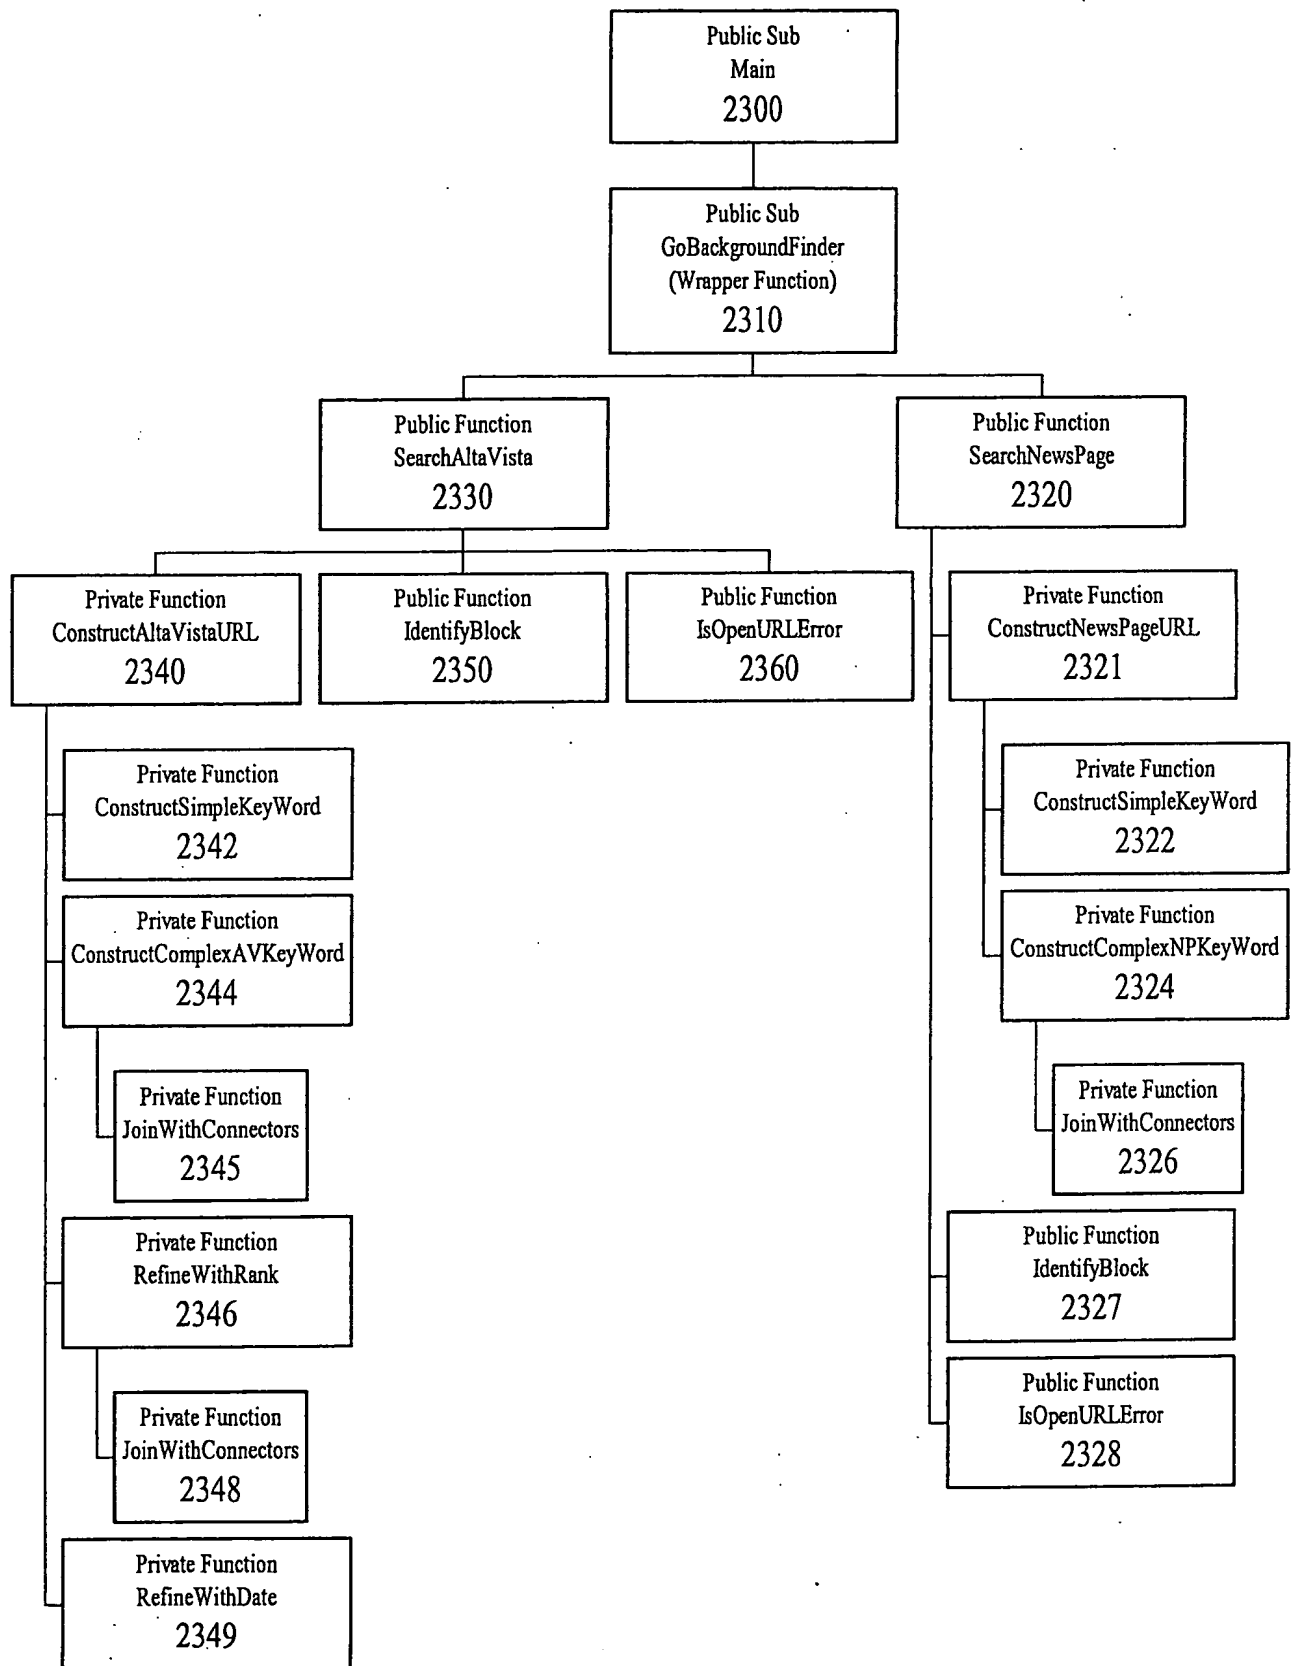 Public Sub
Main
2300
Public Sub
GoBackgroundFinder
(Wrapper Function)
2310
Public Function
SearchAltaVista
2330
Public Function
SearchNewsPage
2320
Private Function
ConstructAltaVistaURL
2340
Public Function
IdentifyBlock
2350
Public Function
IsOpenURLError
2360
Private Function
ConstructNewsPageURL
2321
Private Function
ConstructSimpleKeyWord
2342
Private Function
ConstructComplexAVKeyWord
2344
Private Function
JoinWithConnectors
2345
Private Function
RefineWithRank
2346
Private Function
JoinWithConnectors
2348
Private Function
RefineWithDate
2349
Private Function
ConstructSimpleKeyWord
2322
Private Function
ConstructComplexNPKeyWord
2324
Private Function
JoinWithConnectors
2326
Public Function
IdentifyBlock
2327
Public Function
IsOpenURLError
2328